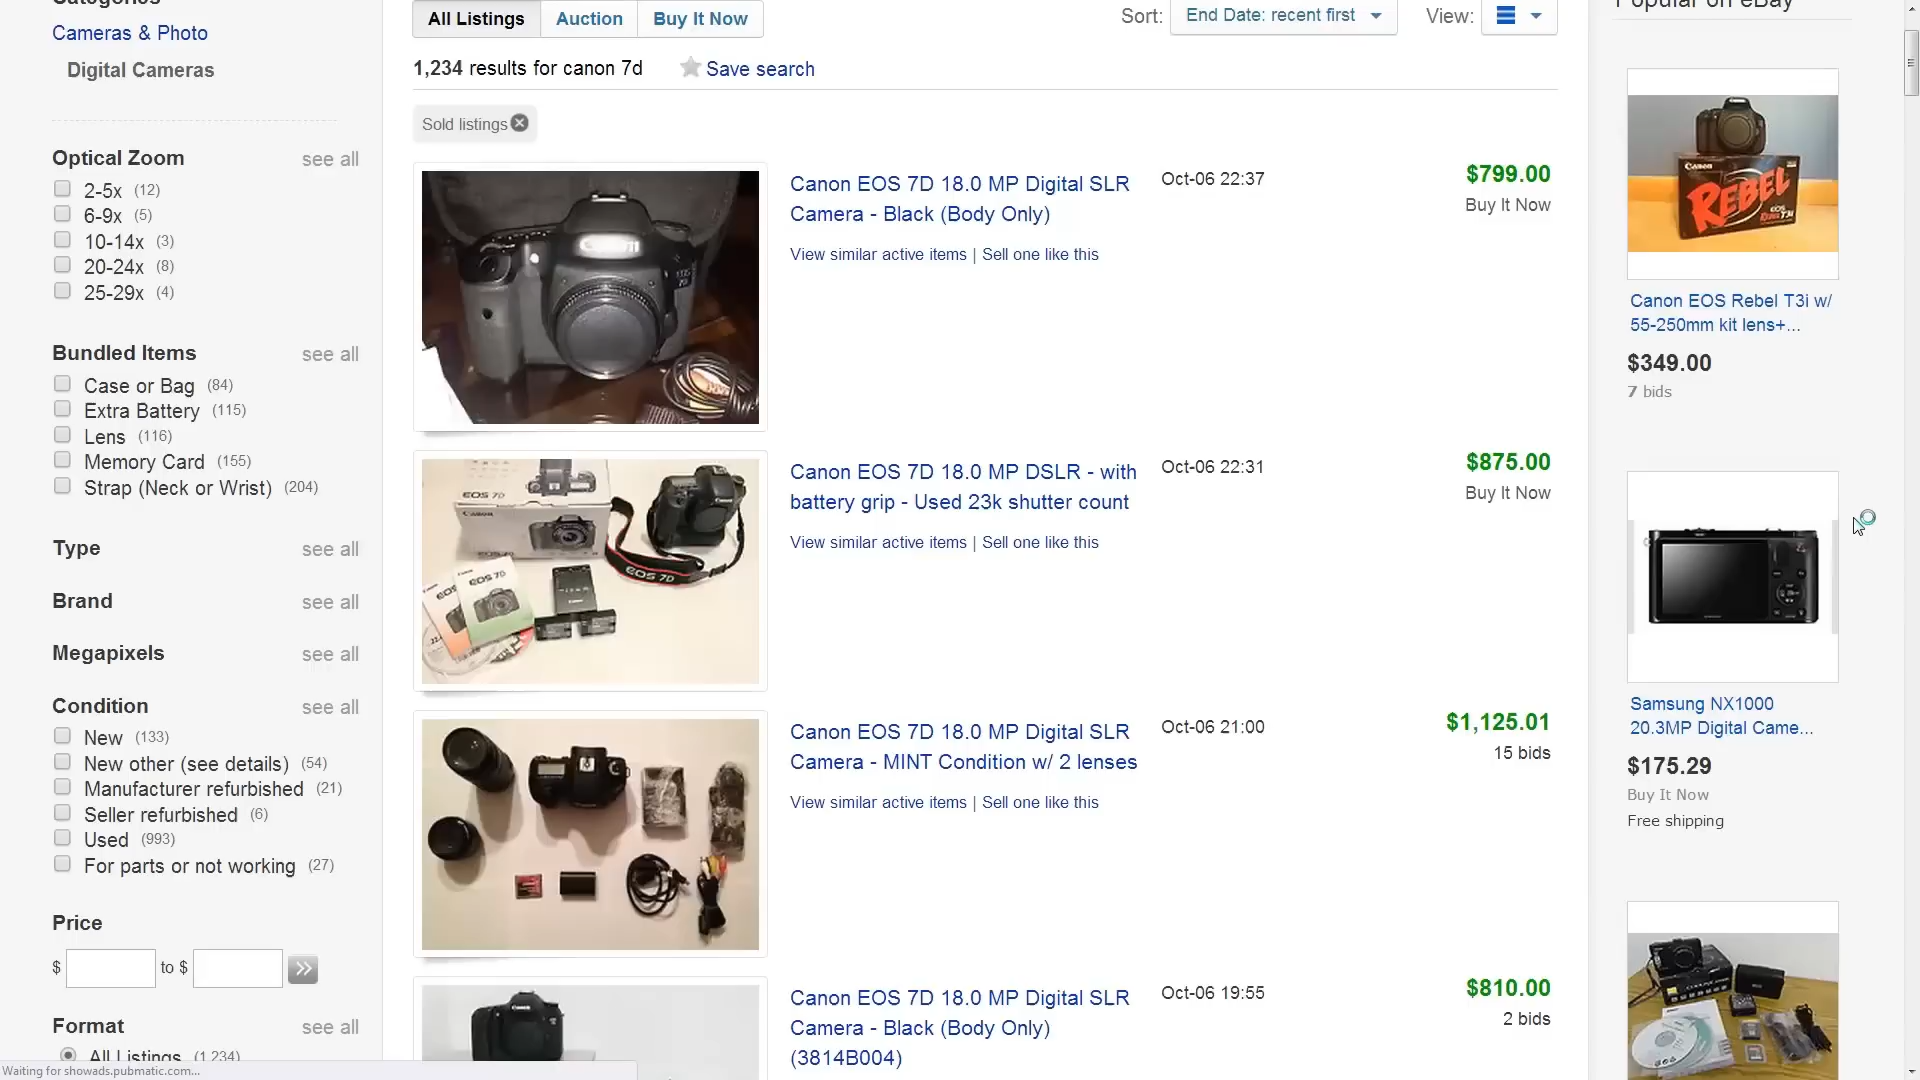 Categories
Cameras & Photo
Digital Cameras
Optical Zoom see all
2-5x (12)
6-9x (5)
10-14x (3)
20-24x (8)
25-29x (4)
Bundled Items see all
Case or Bag (84)
Extra Battery (115)
Lens (116)
Memory Card (155)
Strap (Neck or Wrist) (204)
Type see all
Brand see all
Megapixels see all
Condition see all
New (133)
New other (see details) (54)
Manufacturer refurbished (21)
Seller refurbished (6)
Used (993)
For parts or not working (27)
Price
$ to $
Format see all
All Listings (1,234)
Waiting for showads.pubmatic.com...
All Listings Auction Buy It Now
Sort: End Date: recent first View:
1,234 results for canon 7d Save search
Sold listings
Canon EOS 7D 18.0 MP Digital SLR Oct-06 22:37 $799.00
Camera - Black (Body Only) Buy It Now
View similar active items | Sell one like this
EOS 7D
Canon
EOS 7D
EOS 7D
Canon EOS 7D 18.0 MP DSLR - with Oct-06 22:31 $875.00
battery grip - Used 23k shutter count Buy It Now
View similar active items | Sell one like this
Canon EOS 7D 18.0 MP Digital SLR Oct-06 21:00 $1,125.01
Camera - MINT Condition w/ 2 lenses 15 bids
View similar active items | Sell one like this
Canon EOS 7D 18.0 MP Digital SLR Oct-06 19:55 $810.00
Camera - Black (Body Only) 2 bids
(3814B004)
Popular on eBay
Canon
REBEL
EOS
Canon EOS Rebel T3i w/
55-250mm kit lens+...
$349.00
7 bids
Samsung NX1000
20.3MP Digital Came...
$175.29
Buy It Now
Free shipping